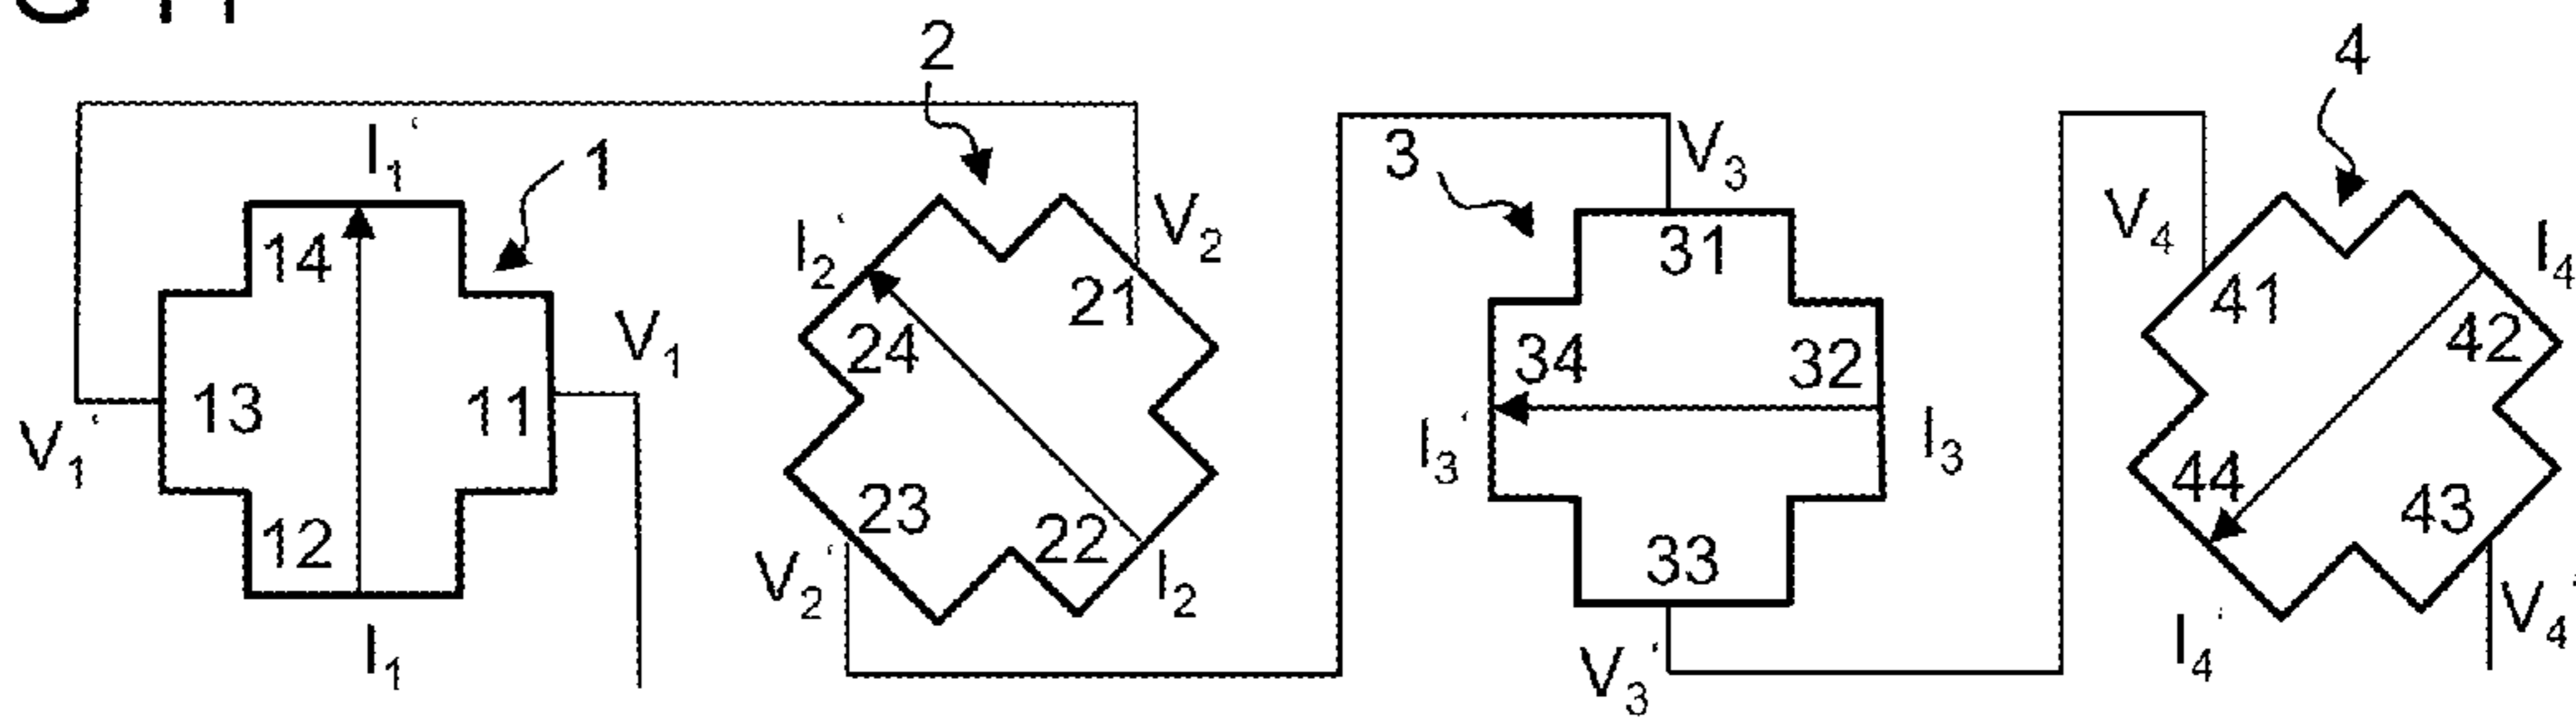 2
4
I₁‘
1
3
V₃
V₂
V₄
I₂‘
I₄
14
31
21
41
V₁
24
34
32
42
13
11
V₁‘
I₃‘
I₃
12
23
22
44
43
V₂‘
I₂
33
I₁
V₃‘
I₄‘
V₄‘